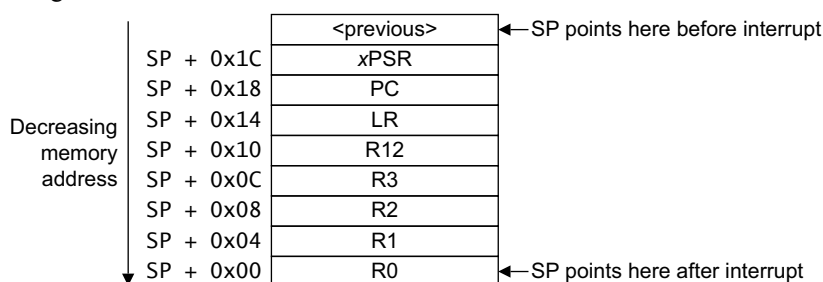 <previous> SP points here before interrupt
SP + 0x1C xPSR
SP + 0x18 PC
Decreasing SP + 0x14 LR
memory SP + 0x10 R12
address SP + 0x0C R3
SP + 0x08 R2
SP + 0x04 R1
SP + 0x00 R0 SP points here after interrupt